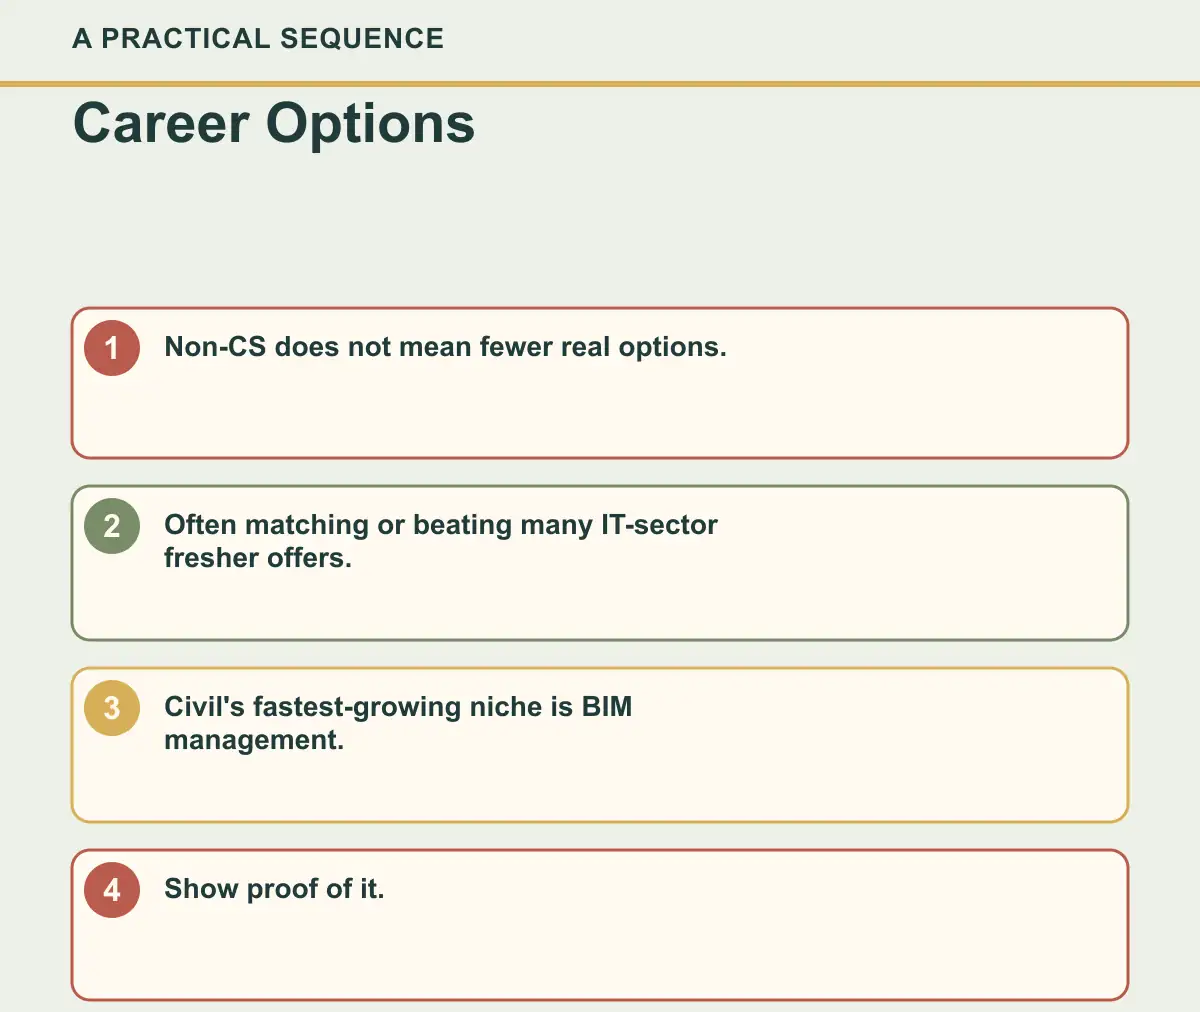 A PRACTICAL SEQUENCE
Career Options
1
Non-CS does not mean fewer real options.
2
Often matching or beating many IT-sector
fresher offers.
3
Civil's fastest-growing niche is BIM
management.
4
Show proof of it.